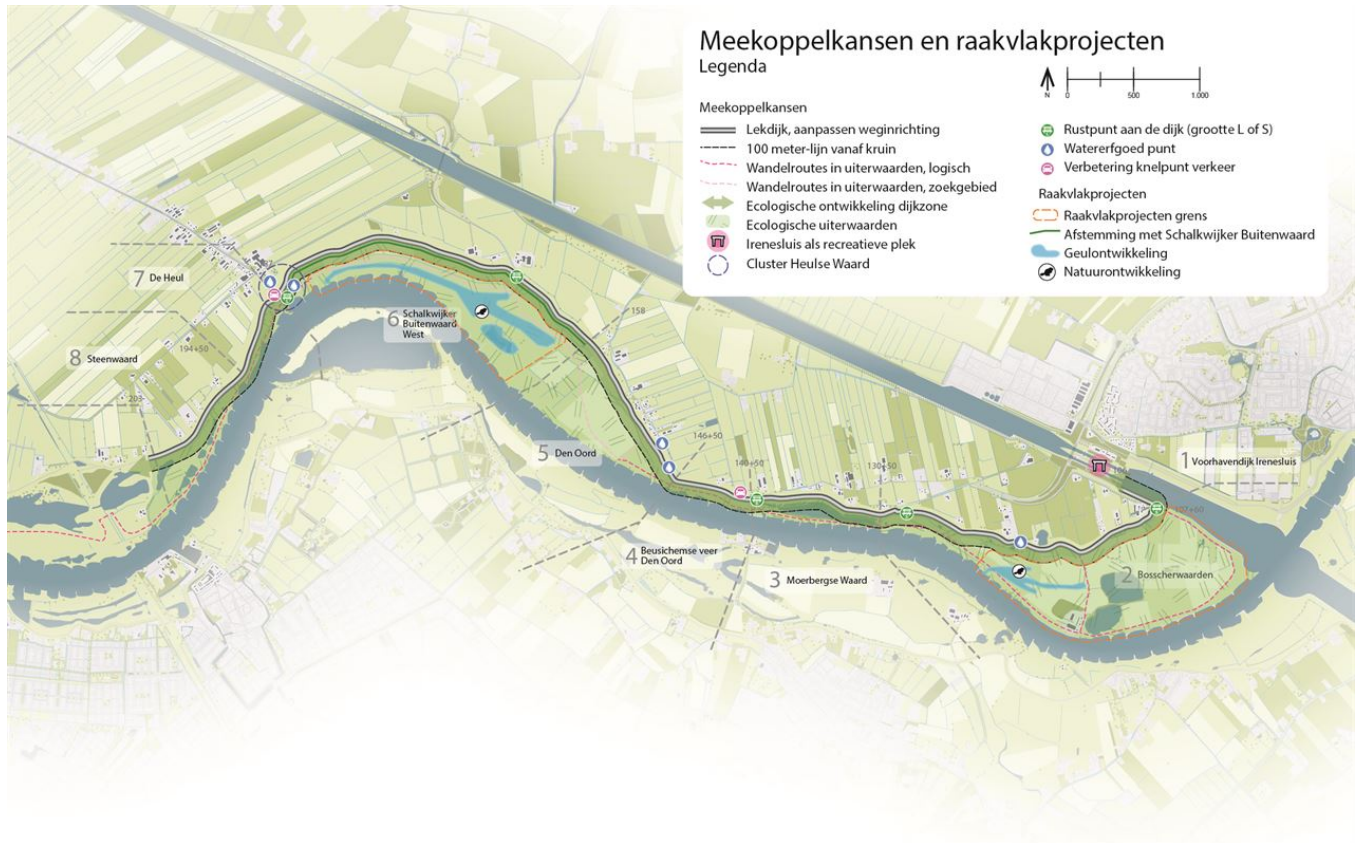 Meekoppelkansen en raakvlakprojecten
Legenda
Meekoppelkansen
Lekdijk, aanpassen weginrichting
100 meter-lijn vanaf kruin
Wandelroutes in uiterwaarden, logisch
Wandelroutes in uiterwaarden, zoekgebied
Ecologische ontwikkeling dijkzone
Ecologische uiterwaarden
Irenesluis als recreatieve plek
Cluster Heulse Waard
N
0 500 1.000
Rustpunt aan de dijk (grootte L of S)
Watererfgoed punt
Verbetering knelpunt verkeer
Raakvlakprojecten
Raakvlakprojecten grens
Afstemming met Schalkwijker Buitenwaard
Geulontwikkeling
Natuurontwikkeling
7 De Heul
8 Steenwaard
194+50
203
6 Schalkwijker
Buitenwaard
West
158
5 Den Oord
146+50
140+50
130+50
4 Beusichemse veer
Den Oord
3 Moerbergse Waard
1 Voorhavendijk Irenesluis
107+60
2 Bosscherwaarden